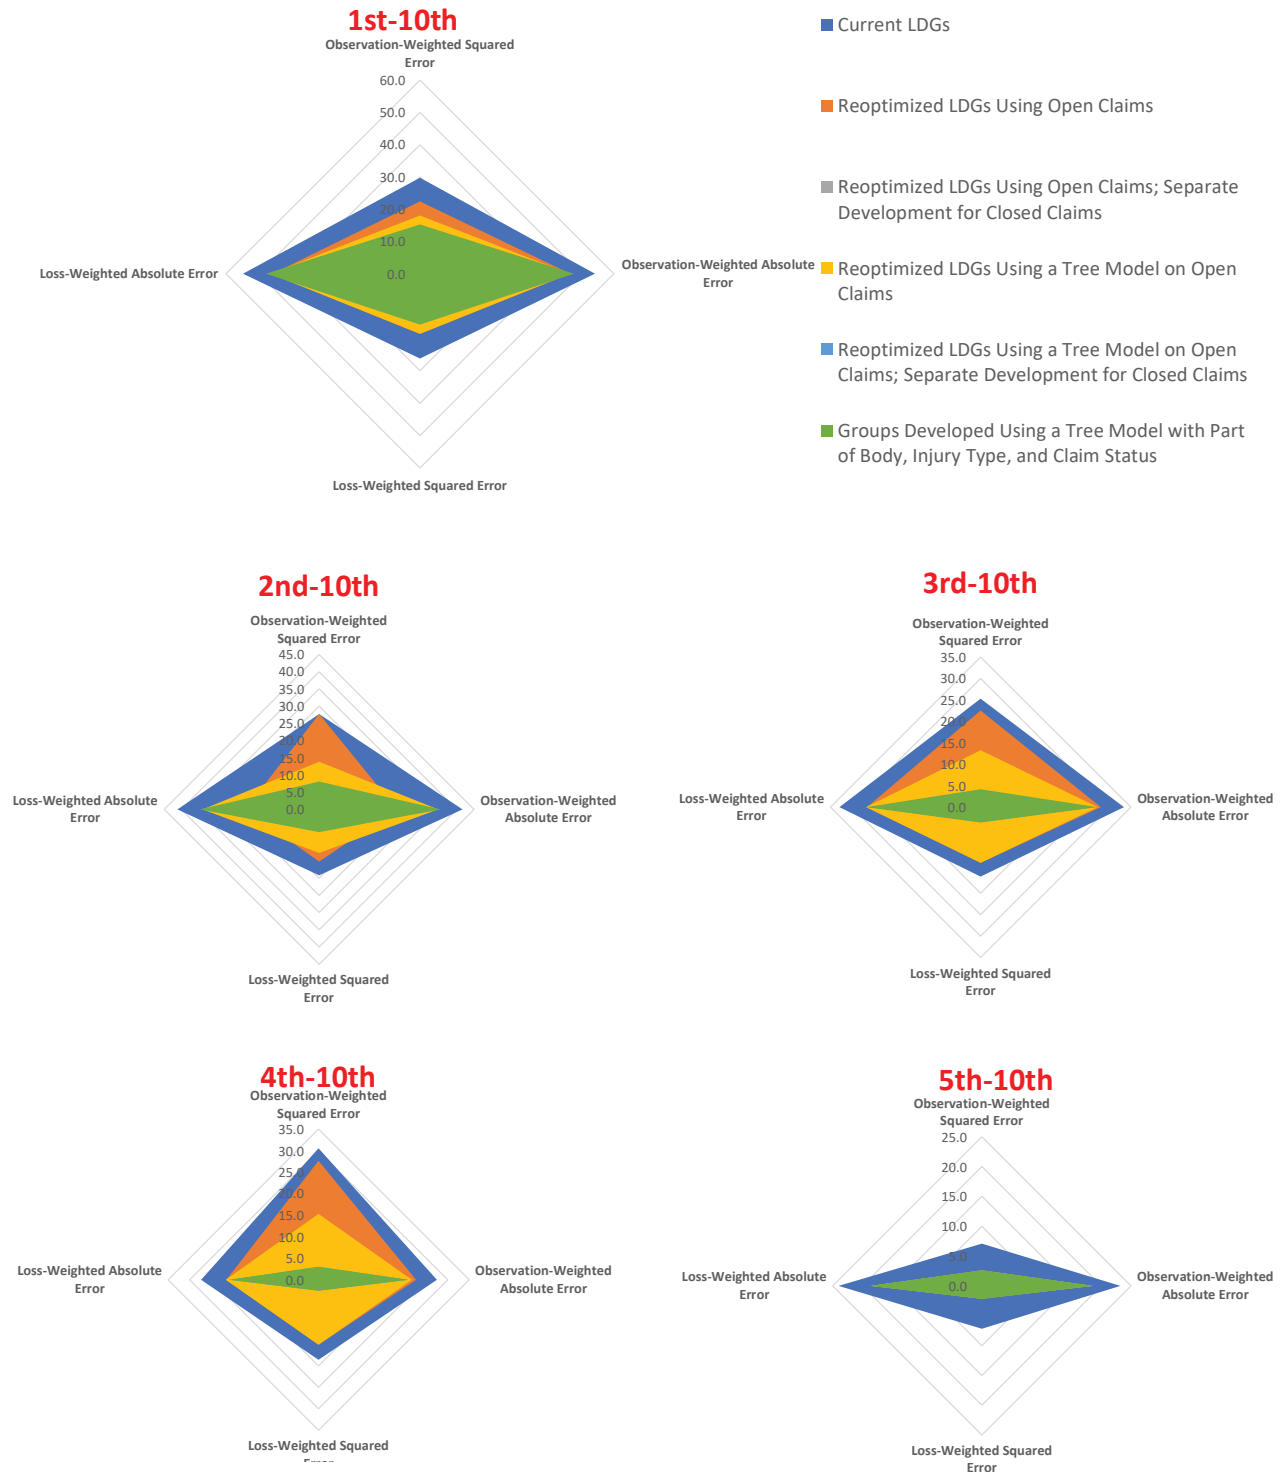 1st-10th
Observation-Weighted Squared
Error
60.0
50.0
40.0
30.0
20.0
10.0
0.0
Loss-Weighted Absolute Error
Observation-Weighted Absolute
Error
Loss-Weighted Squared Error
Current LDGs
Reoptimized LDGs Using Open Claims
Reoptimized LDGs Using Open Claims; Separate
Development for Closed Claims
Reoptimized LDGs Using a Tree Model on Open
Claims
Reoptimized LDGs Using a Tree Model on Open
Claims; Separate Development for Closed Claims
Groups Developed Using a Tree Model with Part
of Body, Injury Type, and Claim Status
2nd-10th
Observation-Weighted
Squared Error
45.0
40.0
35.0
30.0
25.0
20.0
15.0
10.0
5.0
0.0
Loss-Weighted Absolute
Error
Observation-Weighted
Absolute Error
Loss-Weighted Squared
Error
3rd-10th
Observation-Weighted
Squared Error
35.0
30.0
25.0
20.0
15.0
10.0
5.0
0.0
Loss-Weighted Absolute
Error
Observation-Weighted
Absolute Error
Loss-Weighted Squared
Error
4th-10th
Observation-Weighted
Squared Error
35.0
30.0
25.0
20.0
15.0
10.0
5.0
0.0
Loss-Weighted Absolute
Error
Observation-Weighted
Absolute Error
Loss-Weighted Squared
Error
5th-10th
Observation-Weighted
Squared Error
25.0
20.0
15.0
10.0
5.0
0.0
Loss-Weighted Absolute
Error
Observation-Weighted
Absolute Error
Loss-Weighted Squared
Error